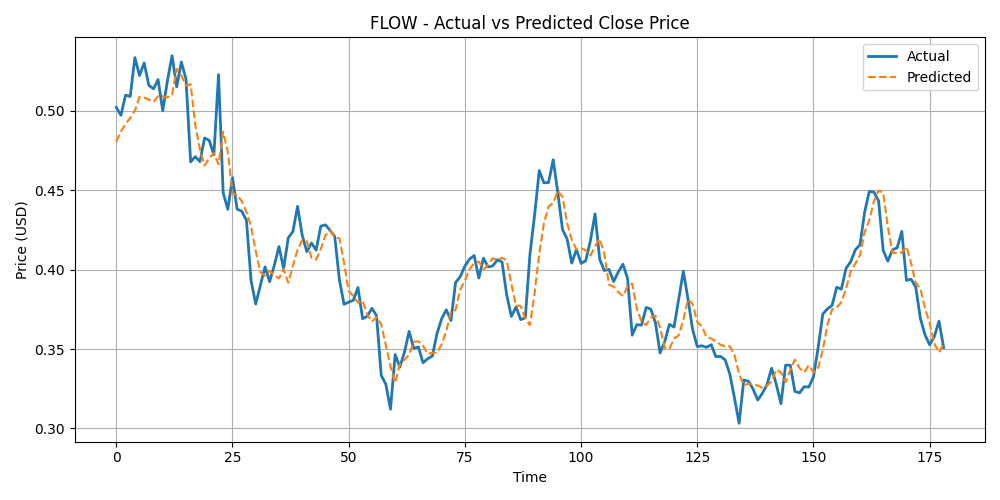 FLOW - Actual vs Predicted Close Price
Actual
Predicted
Price (USD)
0.50
0.45
0.40
0.35
0.30
0 25 50 75 100 125 150 175
Time